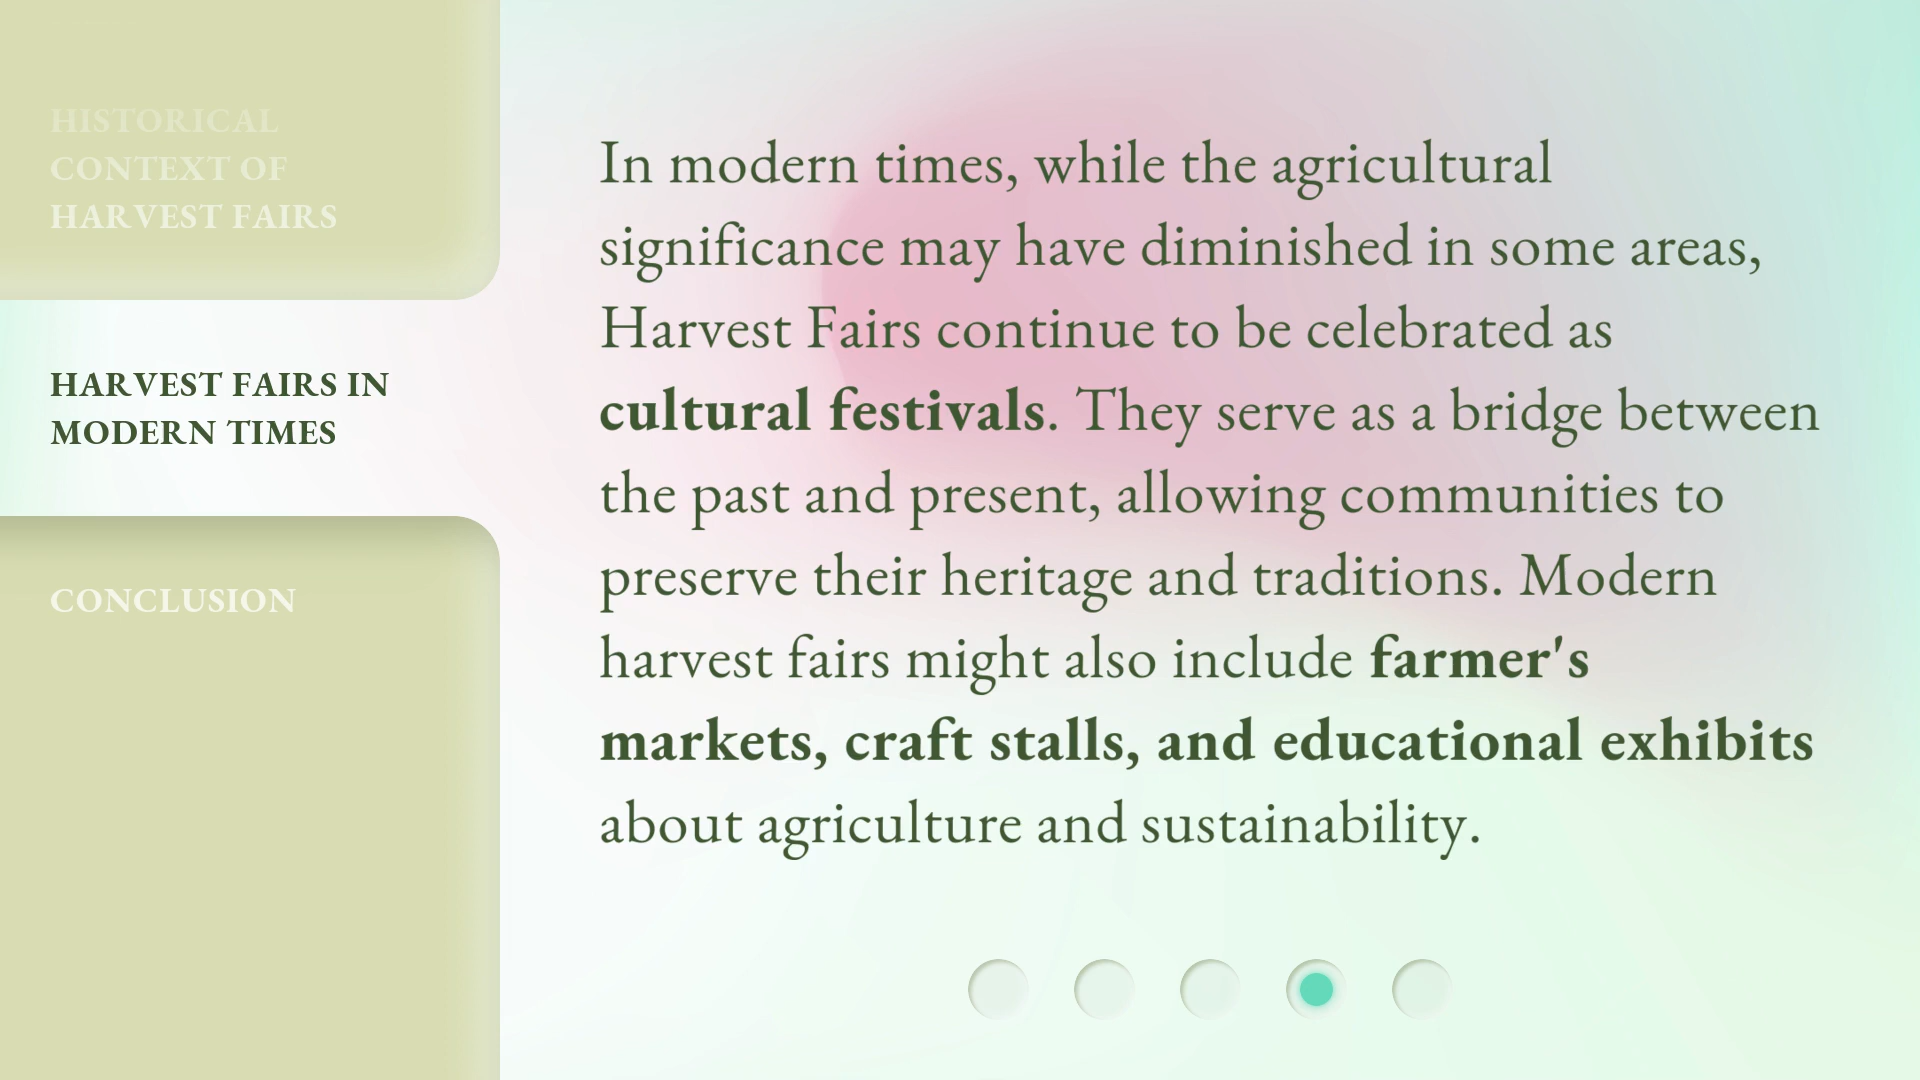 HISTORICAL
CONTEXT OF
HARVEST FAIRS
HARVEST FAIRS IN
MODERN TIMES
CONCLUSION
In modern times, while the agricultural
significance may have diminished in some areas,
Harvest Fairs continue to be celebrated as
cultural festivals. They serve as a bridge between
the past and present, allowing communities to
preserve their heritage and traditions. Modern
harvest fairs might also include farmer's
markets, craft stalls, and educational exhibits
about agriculture and sustainability.